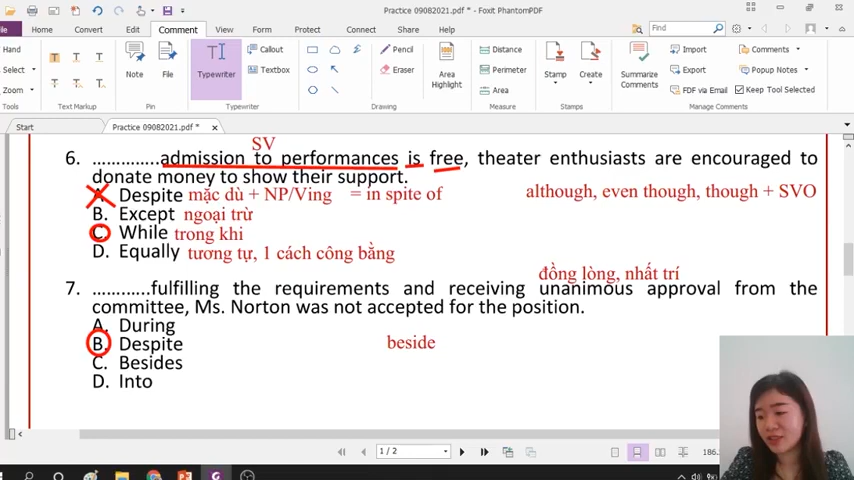 Practice 09082021 * - Foxit PhantomPDF
File Home Convert Edit Comment View Form Protect Share Help
Find
Hand
Select
Zoom
Tools
Text Markup
Note
File
Pin
Typewriter
Callout
Textbox
Typewriter
Pencil
Eraser
Area Highlight
Drawing
Distance
Perimeter
Area
Measure
Stamp
Create
Stamps
Summarize Comments
Import
Export
FDF via Email
Comments
Popup Notes
Keep Tool Selected
Manage Comments
Start
Practice 09082021 * ×
SV
6. .............admission to performances is free, theater enthusiasts are encouraged to
donate money to show their support.
A. Despite mặc dù + NP/Ving = in spite of although, even though, though + SVO
B. Except ngoại trừ
C. While trong khi
D. Equally tương tự, 1 cách công bằng
đồng lòng, nhất trí
7. ...........fulfilling the requirements and receiving unanimous approval from the
committee, Ms. Norton was not accepted for the position.
A. During
B. Despite beside
C. Besides
D. Into
1 / 2
186.